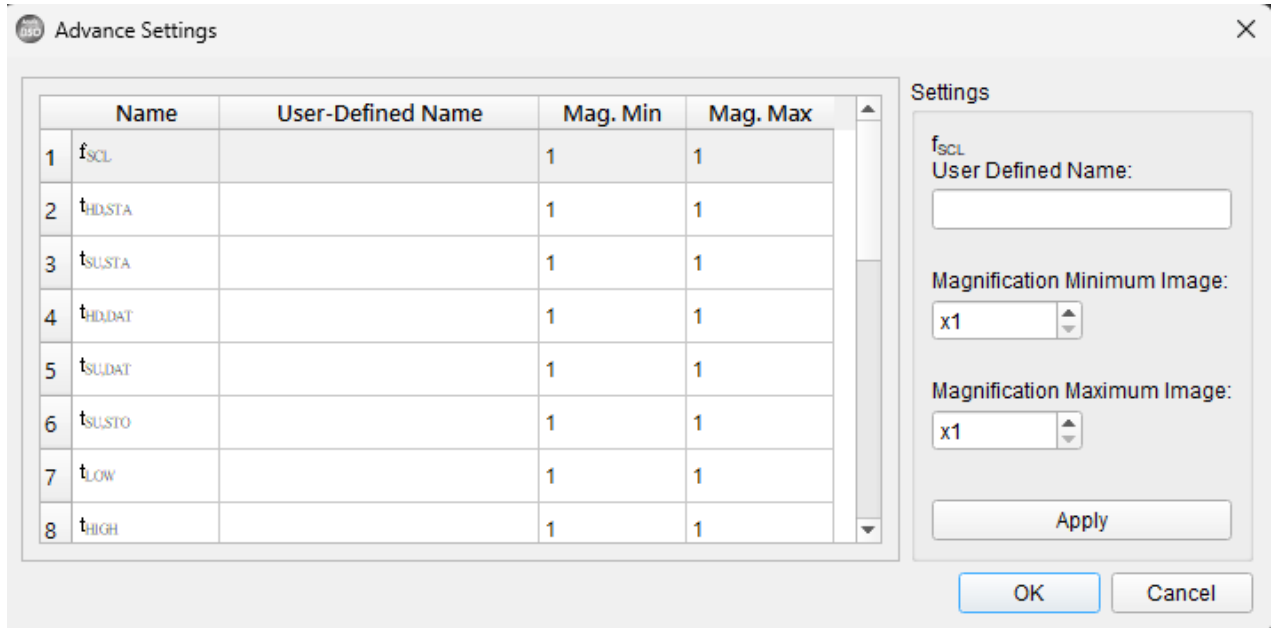 Advance Settings
Name User-Defined Name Mag. Min Mag. Max
1 fSCL 1 1
2 tHD,STA 1 1
3 tSU,STA 1 1
4 tHD,DAT 1 1
5 tSU,DAT 1 1
6 tSU,STO 1 1
7 tLOW 1 1
8 tHIGH 1 1
Settings
fSCL
User Defined Name:
Magnification Minimum Image:
x1
Magnification Maximum Image:
x1
Apply
OK Cancel